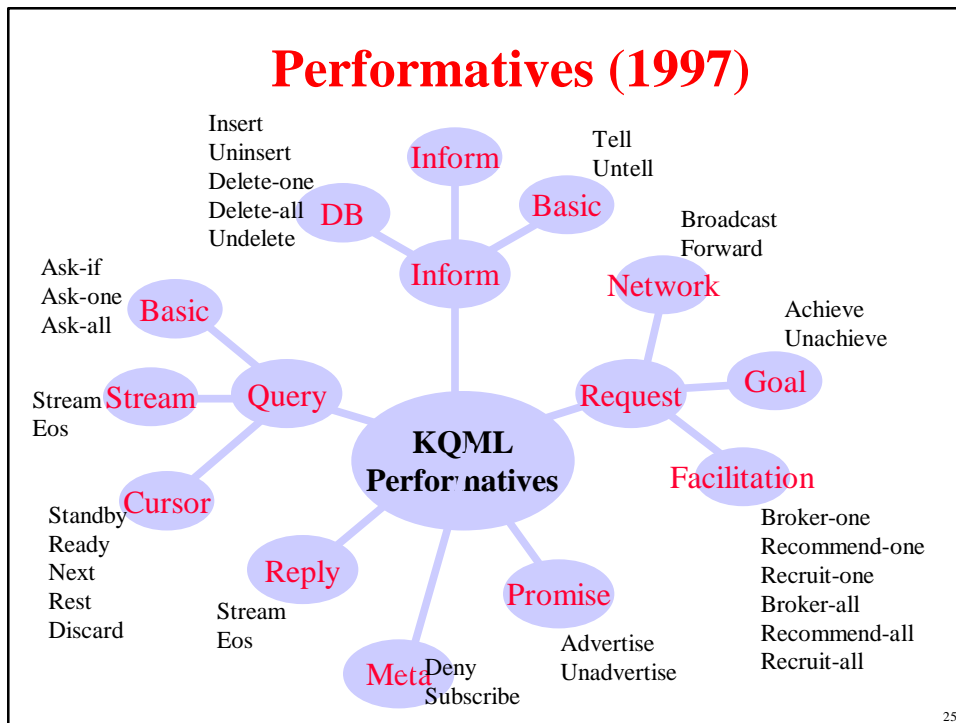 Performatives (1997)
Insert
Uninsert
Delete-one
Delete-all
Undelete
DB
Inform
Tell
Untell
Basic
Inform
Broadcast
Forward
Network
Achieve
Unachieve
Goal
Request
Facilitation
Broker-one
Recommend-one
Recruit-one
Broker-all
Recommend-all
Recruit-all
Ask-if
Ask-one
Ask-all
Basic
Stream
Eos
Stream
Query
Cursor
Standby
Ready
Next
Rest
Discard
KQML
Performatives
Reply
Stream
Eos
Meta
Deny
Subscribe
Promise
Advertise
Unadvertise
25